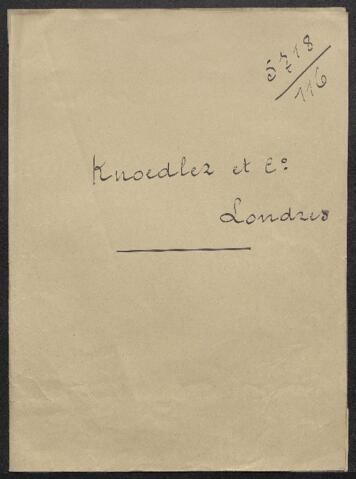 5718/116
Knoedler et Cº
Londres